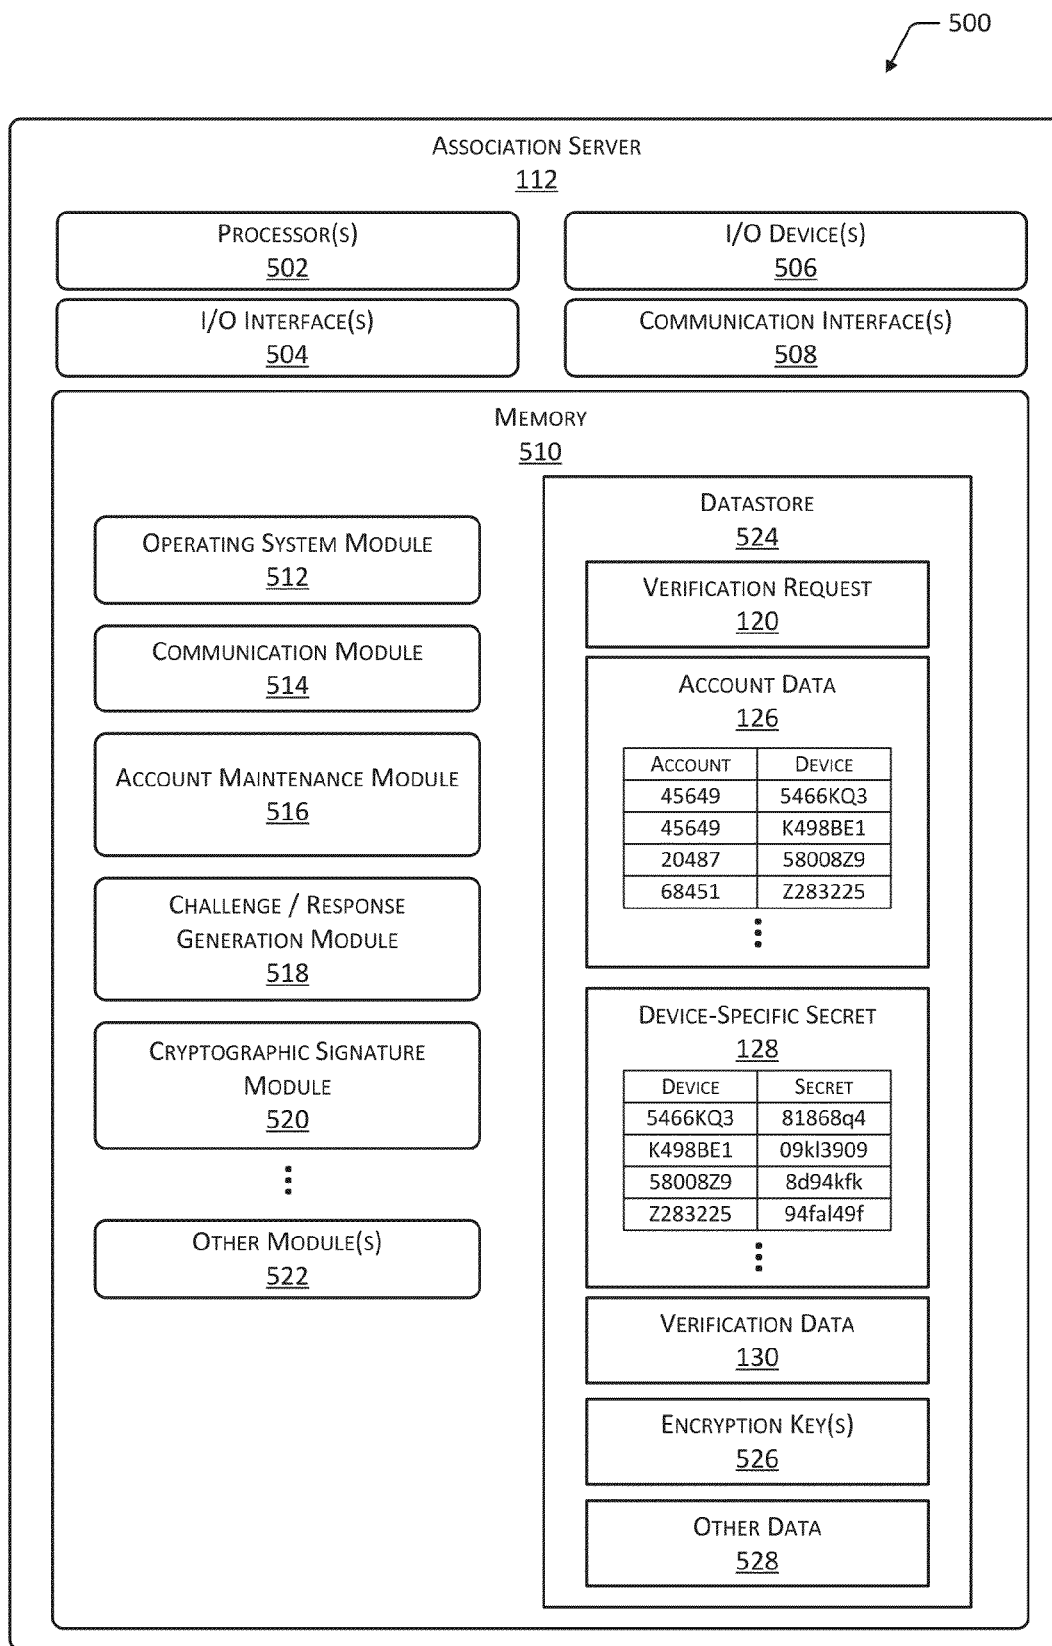 500
ASSOCIATION SERVER
112
PROCESSOR(S)
502
I/O DEVICE(S)
506
I/O INTERFACE(S)
504
COMMUNICATION INTERFACE(S)
508
MEMORY
510
OPERATING SYSTEM MODULE
512
COMMUNICATION MODULE
514
ACCOUNT MAINTENANCE MODULE
516
CHALLENGE / RESPONSE
GENERATION MODULE
518
CRYPTOGRAPHIC SIGNATURE
MODULE
520
OTHER MODULE(S)
522
DATASTORE
524
VERIFICATION REQUEST
120
ACCOUNT DATA
126
ACCOUNT DEVICE
45649 5466KQ3
45649 K498BE1
20487 58008Z9
68451 Z283225
DEVICE-SPECIFIC SECRET
128
DEVICE SECRET
5466KQ3 81868q4
K498BE1 09kl3909
58008Z9 8d94kfk
Z283225 94fal49f
VERIFICATION DATA
130
ENCRYPTION KEY(S)
526
OTHER DATA
528